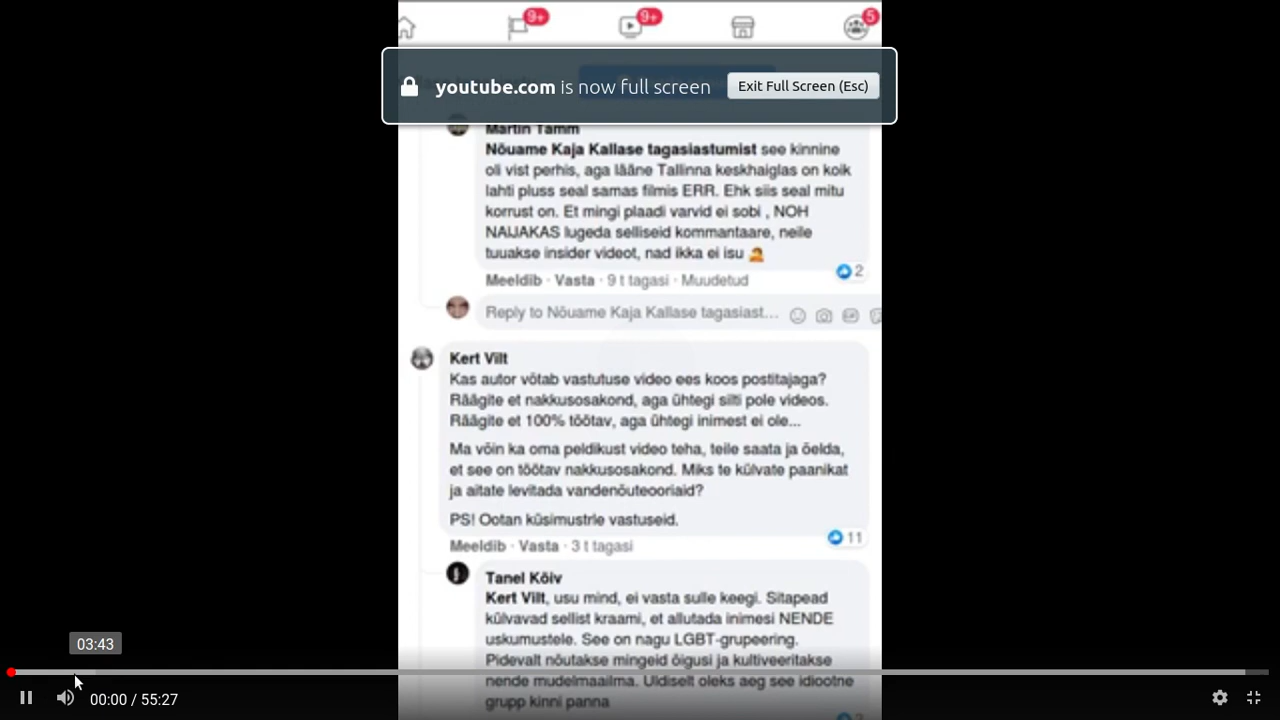 9+
9+
5
youtube.com is now full screen
Exit Full Screen (Esc)
Martin Tamm
Nõuame Kaja Kallase tagasiastumist see kinnine
oli vist perhis, aga lääne Tallinna keskhaiglas on koik
lahti pluss seal samas filmis ERR. Ehk siis seal mitu
korrust on. Et mingi plaadi varvid ei sobi , NOH
NAIJAKAS lugeda selliseid kommantaare, neile
tuuakse insider videot, nad ikka ei isu
2
Meeldib · Vasta · 9 t tagasi · Muudetud
Reply to Nõuame Kaja Kallase tagasiast...
Kert Vilt
Kas autor võtab vastutuse video ees koos postitajaga?
Räägite et nakkusosakond, aga ühtegi silti pole videos.
Räägite et 100% töötav, aga ühtegi inimest ei ole...
Ma võin ka oma peldikust video teha, teile saata ja öelda,
et see on töötav nakkusosakond. Miks te külvate paanikat
ja aitate levitada vandenõuteooriaid?
PS! Ootan küsimustrle vastuseid.
11
Meeldib · Vasta · 3 t tagasi
Tanel Kõiv
Kert Vilt, usu mind, ei vasta sulle keegi. Sitapead
külvavad sellist kraami, et allutada inimesi NENDE
uskumustele. See on nagu LGBT-grupeering.
Pidevalt nõutakse mingeid õigusi ja kultiveeritakse
nende mudelmaailma. Üldiselt oleks aeg see idiootne
grupp kinni panna
03:43
00:00 / 55:27